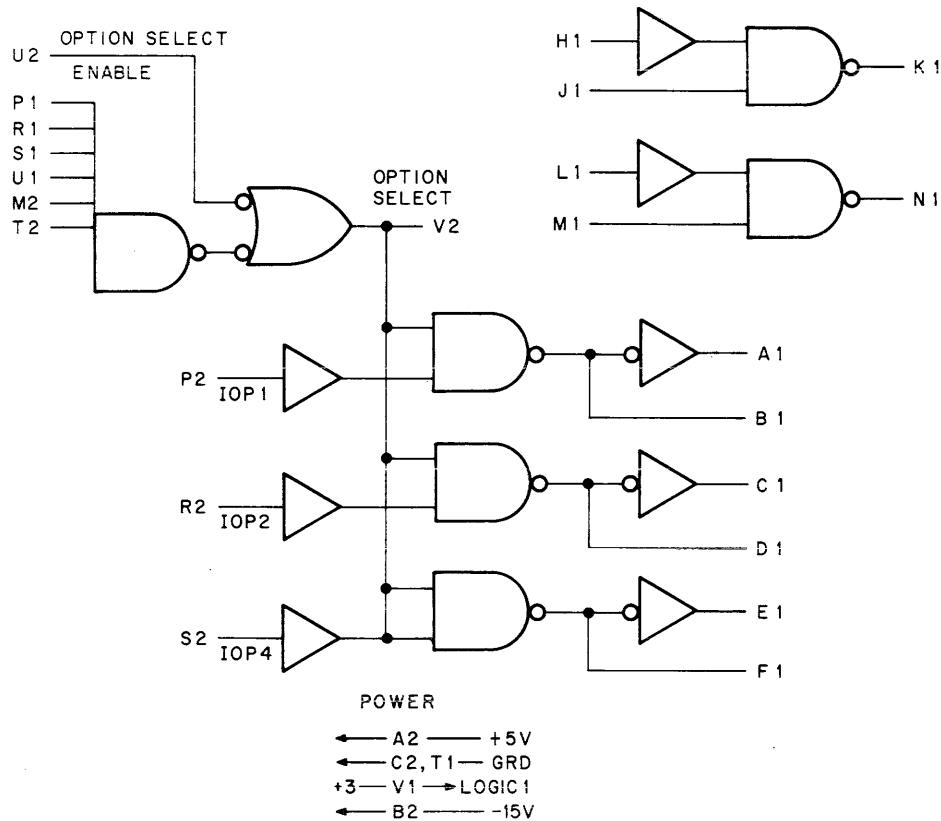 U2 OPTION SELECT
ENABLE
P1
R1
S1
U1
M2
T2
OPTION
SELECT
V2
H1
J1
K1
L1
M1
N1
P2
IOP1
A1
B1
R2
IOP2
C1
D1
S2
IOP4
E1
F1
POWER
A2 +5V
C2, T1 GRD
+3 V1 LOGIC1
B2 -15V